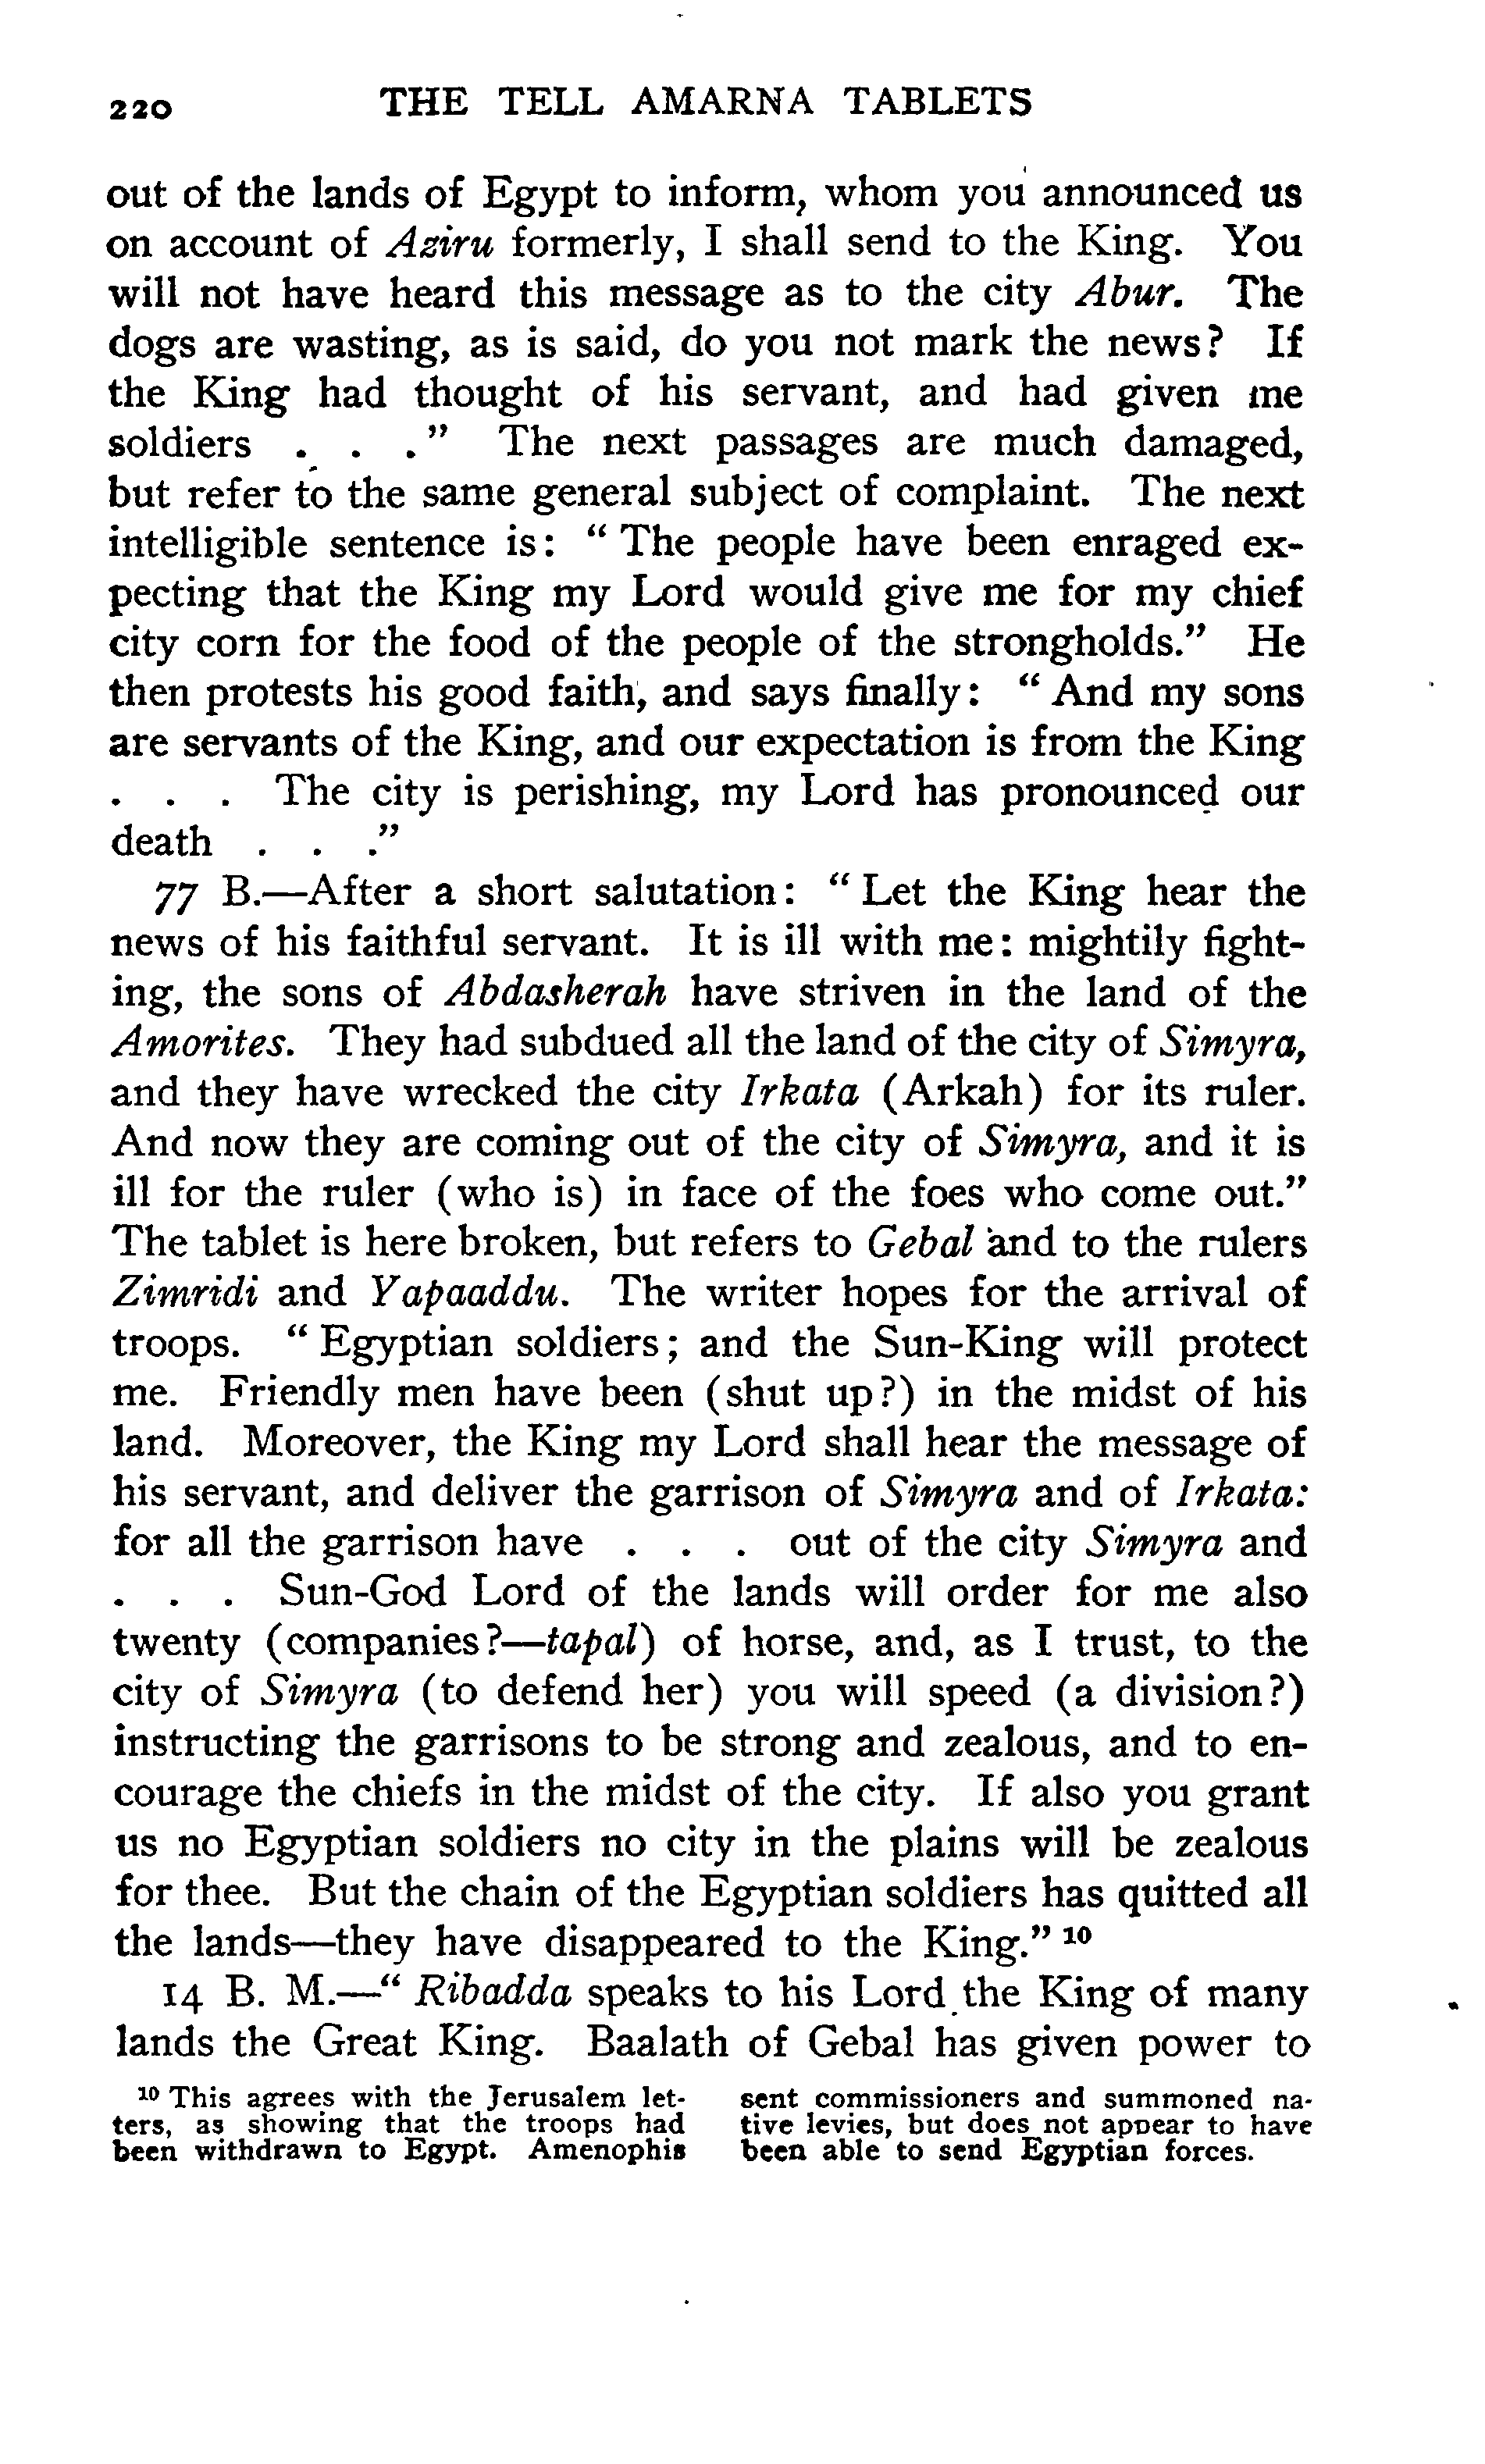 220 THE TELL AMARNA TABLETS
out of the lands of Egypt to inform, whom you announced us
on account of Aziru formerly, I shall send to the King. You
will not have heard this message as to the city Abur. The
dogs are wasting, as is said, do you not mark the news? If
the King had thought of his servant, and had given me
soldiers . . ." The next passages are much damaged,
but refer to the same general subject of complaint. The next
intelligible sentence is: "The people have been enraged ex-
pecting that the King my Lord would give me for my chief
city corn for the food of the people of the strongholds." He
then protests his good faith, and says finally: "And my sons
are servants of the King, and our expectation is from the King
. . . The city is perishing, my Lord has pronounced our
death . . ."
77 B.—After a short salutation: "Let the King hear the
news of his faithful servant. It is ill with me: mightily fight-
ing, the sons of Abdasherah have striven in the land of the
Amorites. They had subdued all the land of the city of Simyra,
and they have wrecked the city Irkata (Arkah) for its ruler.
And now they are coming out of the city of Simyra, and it is
ill for the ruler (who is) in face of the foes who come out."
The tablet is here broken, but refers to Gebal and to the rulers
Zimridi and Yapaaddu. The writer hopes for the arrival of
troops. "Egyptian soldiers; and the Sun-King will protect
me. Friendly men have been (shut up?) in the midst of his
land. Moreover, the King my Lord shall hear the message of
his servant, and deliver the garrison of Simyra and of Irkata:
for all the garrison have . . . out of the city Simyra and
. . . Sun-God Lord of the lands will order for me also
twenty (companies?—tapal) of horse, and, as I trust, to the
city of Simyra (to defend her) you will speed (a division?)
instructing the garrisons to be strong and zealous, and to en-
courage the chiefs in the midst of the city. If also you grant
us no Egyptian soldiers no city in the plains will be zealous
for thee. But the chain of the Egyptian soldiers has quitted all
the lands—they have disappeared to the King." 10
14 B. M.—"Ribadda speaks to his Lord the King of many
lands the Great King. Baalath of Gebal has given power to
10 This agrees with the Jerusalem let-
ters, as showing that the troops had
been withdrawn to Egypt. Amenophis
sent commissioners and summoned na-
tive levies, but does not appear to have
been able to send Egyptian forces.